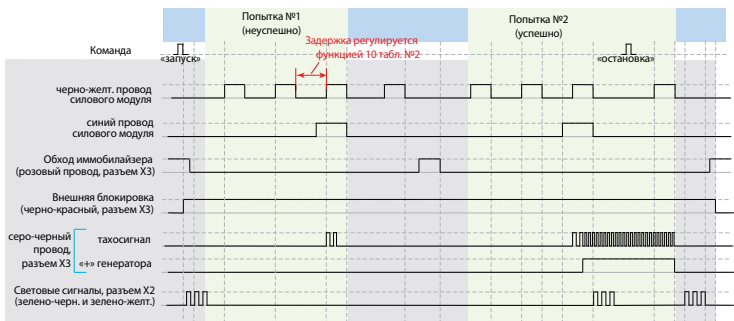 Попытка №1
(неуспешно)
Попытка №2
(успешно)
Задержка регулируется
функцией 10 табл. №2
Команда
«запуск»
«остановка»
черно-желт. провод
силового модуля
синий провод
силового модуля
Обход иммобилайзера
(розовый провод, разъем X3)
Внешняя блокировка
(черно-красный, разъем X3)
серо-черный
провод,
разъем X3
тахосигнал
«+» генератора
Световые сигналы, разъем X2
(зелено-черн. и зелено-желт.)